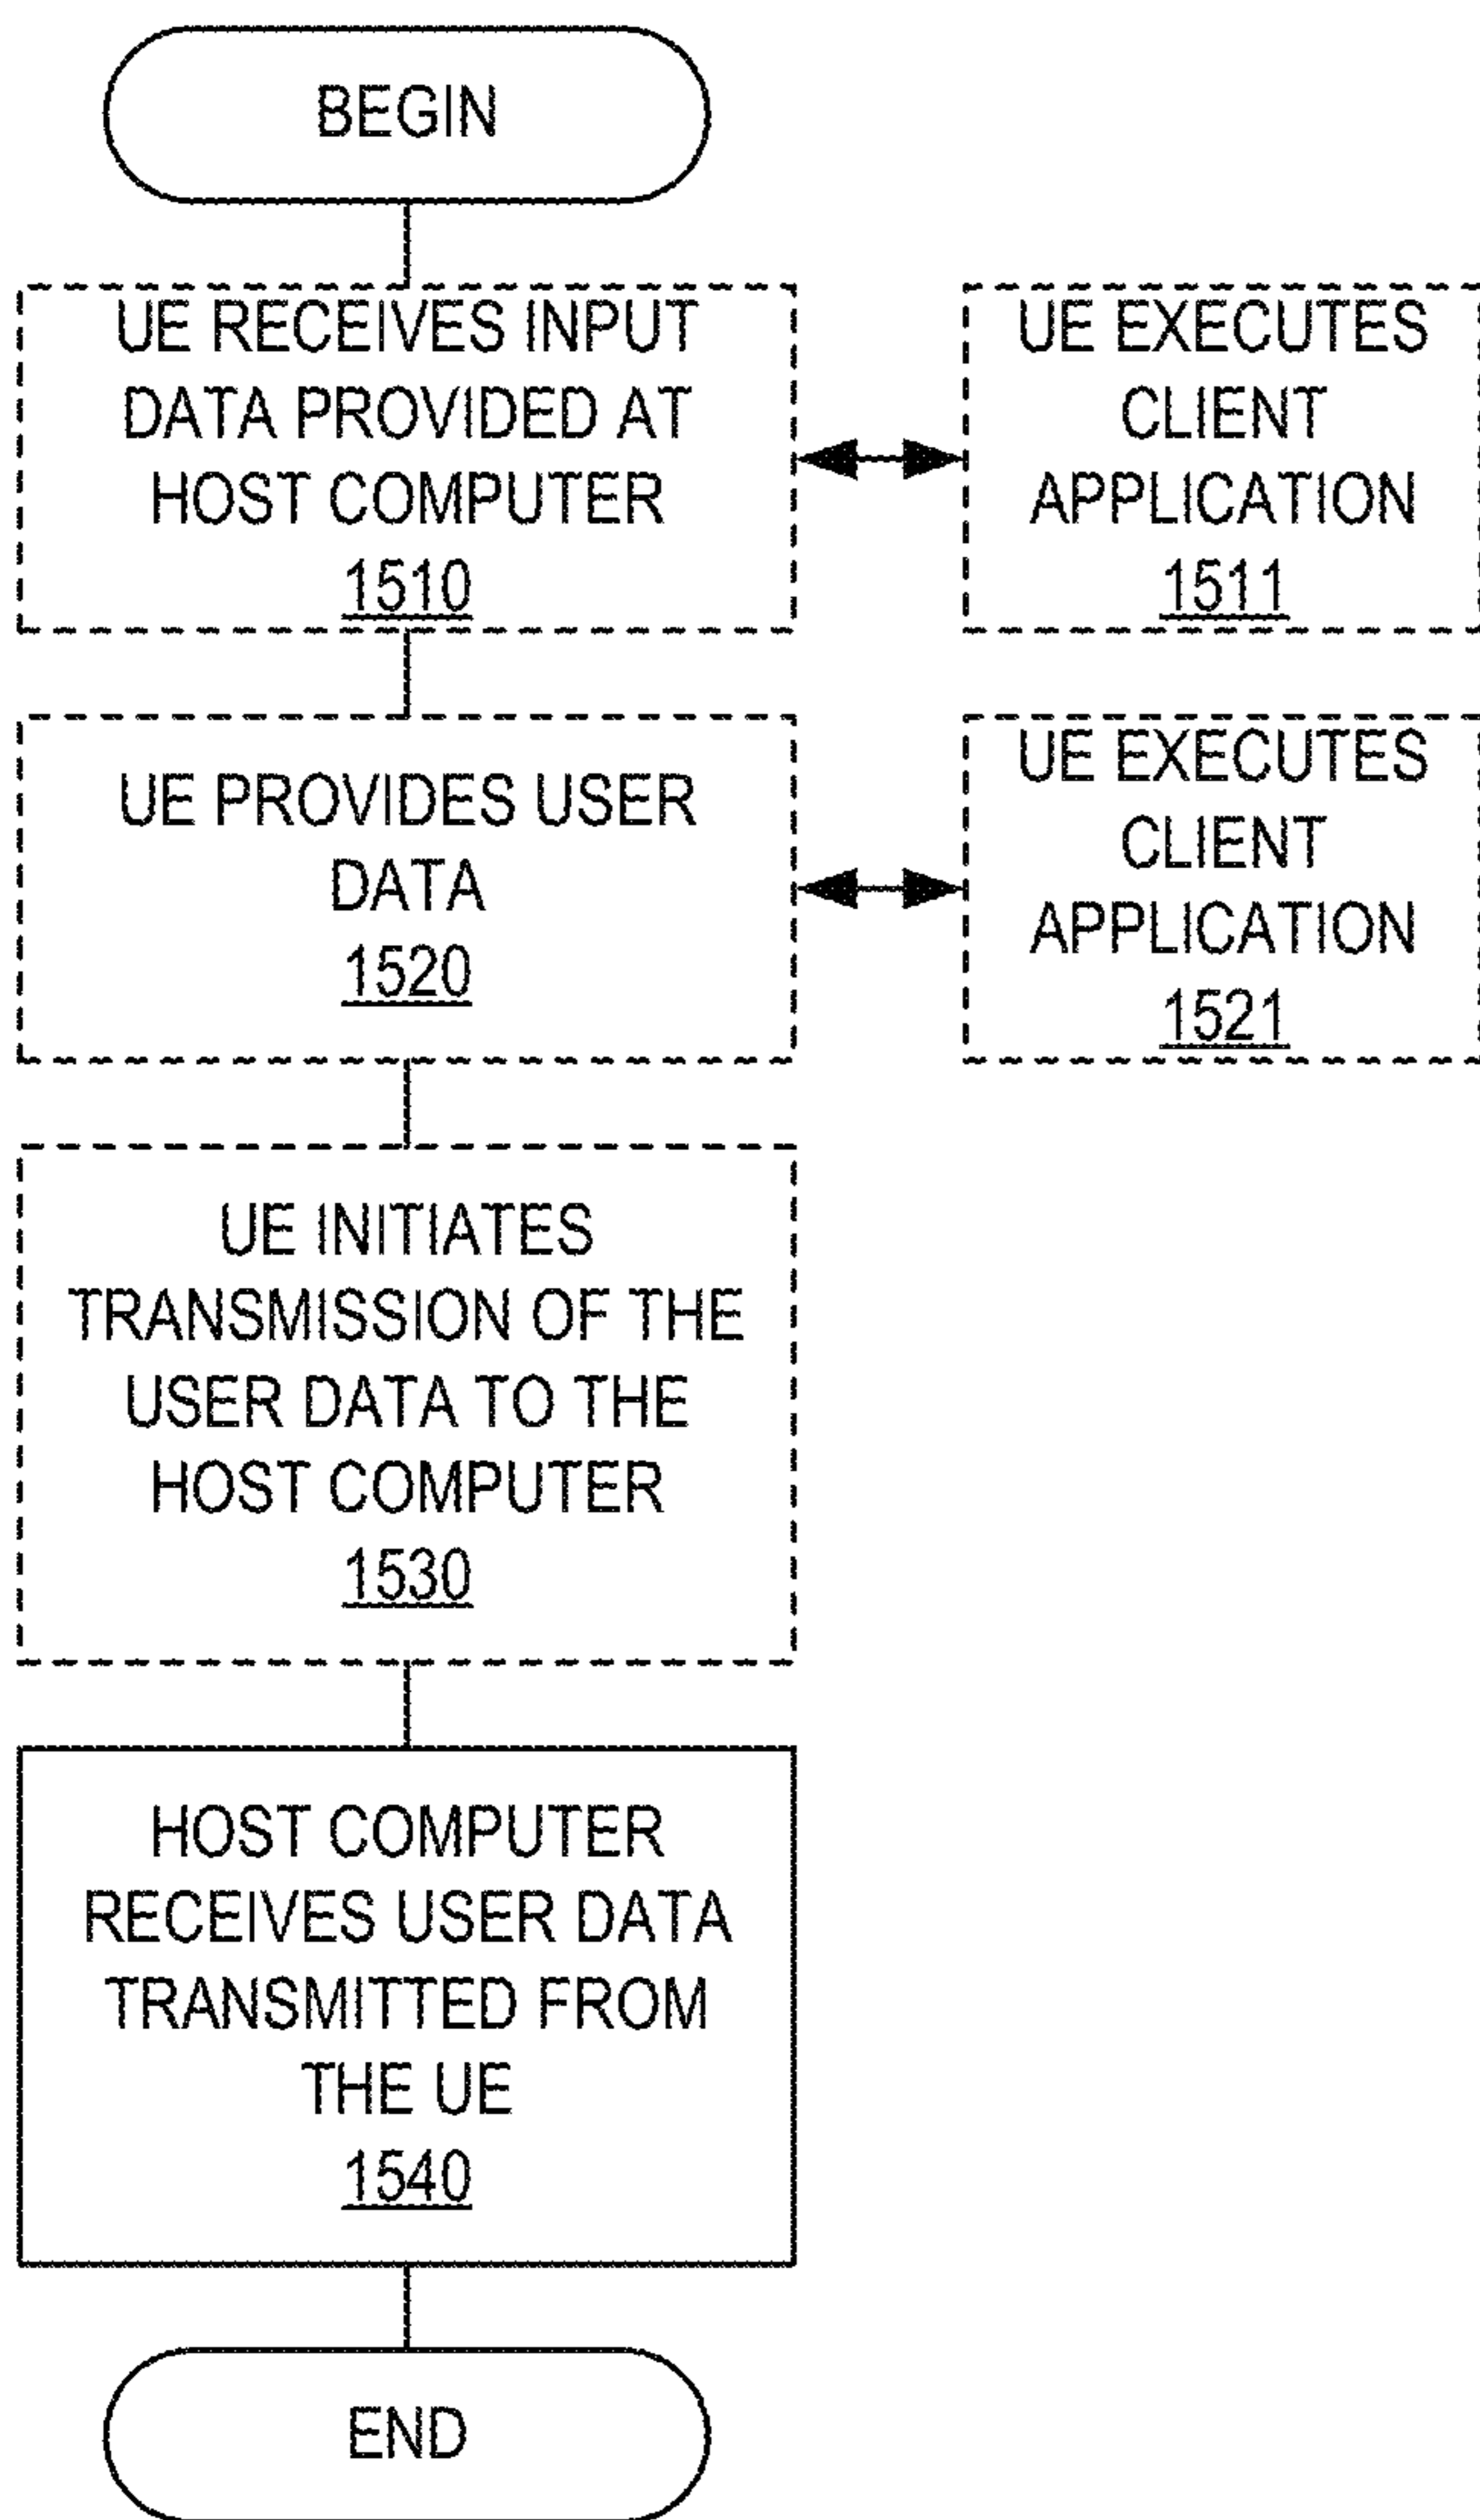 BEGIN
UE RECEIVES INPUT
DATA PROVIDED AT
HOST COMPUTER
1510
UE EXECUTES
CLIENT
APPLICATION
1511
UE PROVIDES USER
DATA
1520
UE EXECUTES
CLIENT
APPLICATION
1521
UE INITIATES
TRANSMISSION OF THE
USER DATA TO THE
HOST COMPUTER
1530
HOST COMPUTER
RECEIVES USER DATA
TRANSMITTED FROM
THE UE
1540
END